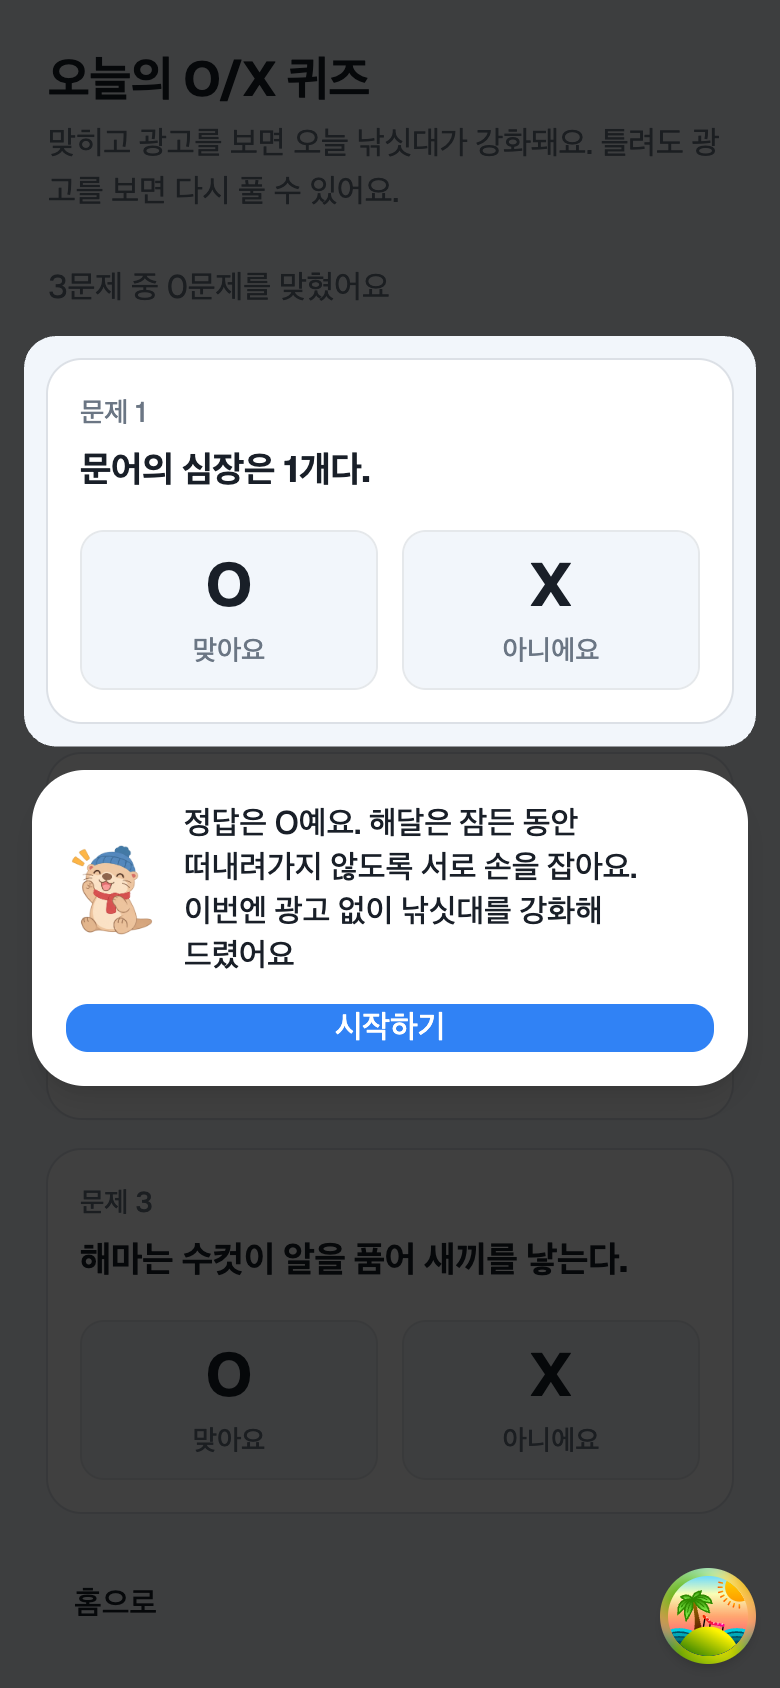 오늘의 O/X 퀴즈
맞히고 광고를 보면 오늘 낚싯대가 강화돼요. 틀려도 광
고를 보면 다시 풀 수 있어요.
3문제 중 0문제를 맞혔어요
문제 1
문어의 심장은 1개다.
O
X
맞아요
아니에요
정답은 O예요. 해달은 잠든 동안
떠내려가지 않도록 서로 손을 잡아요.
이번엔 광고 없이 낚싯대를 강화해
드렸어요
시작하기
문제 3
해마는 수컷이 알을 품어 새끼를 낳는다.
O
X
맞아요
아니에요
홈으로